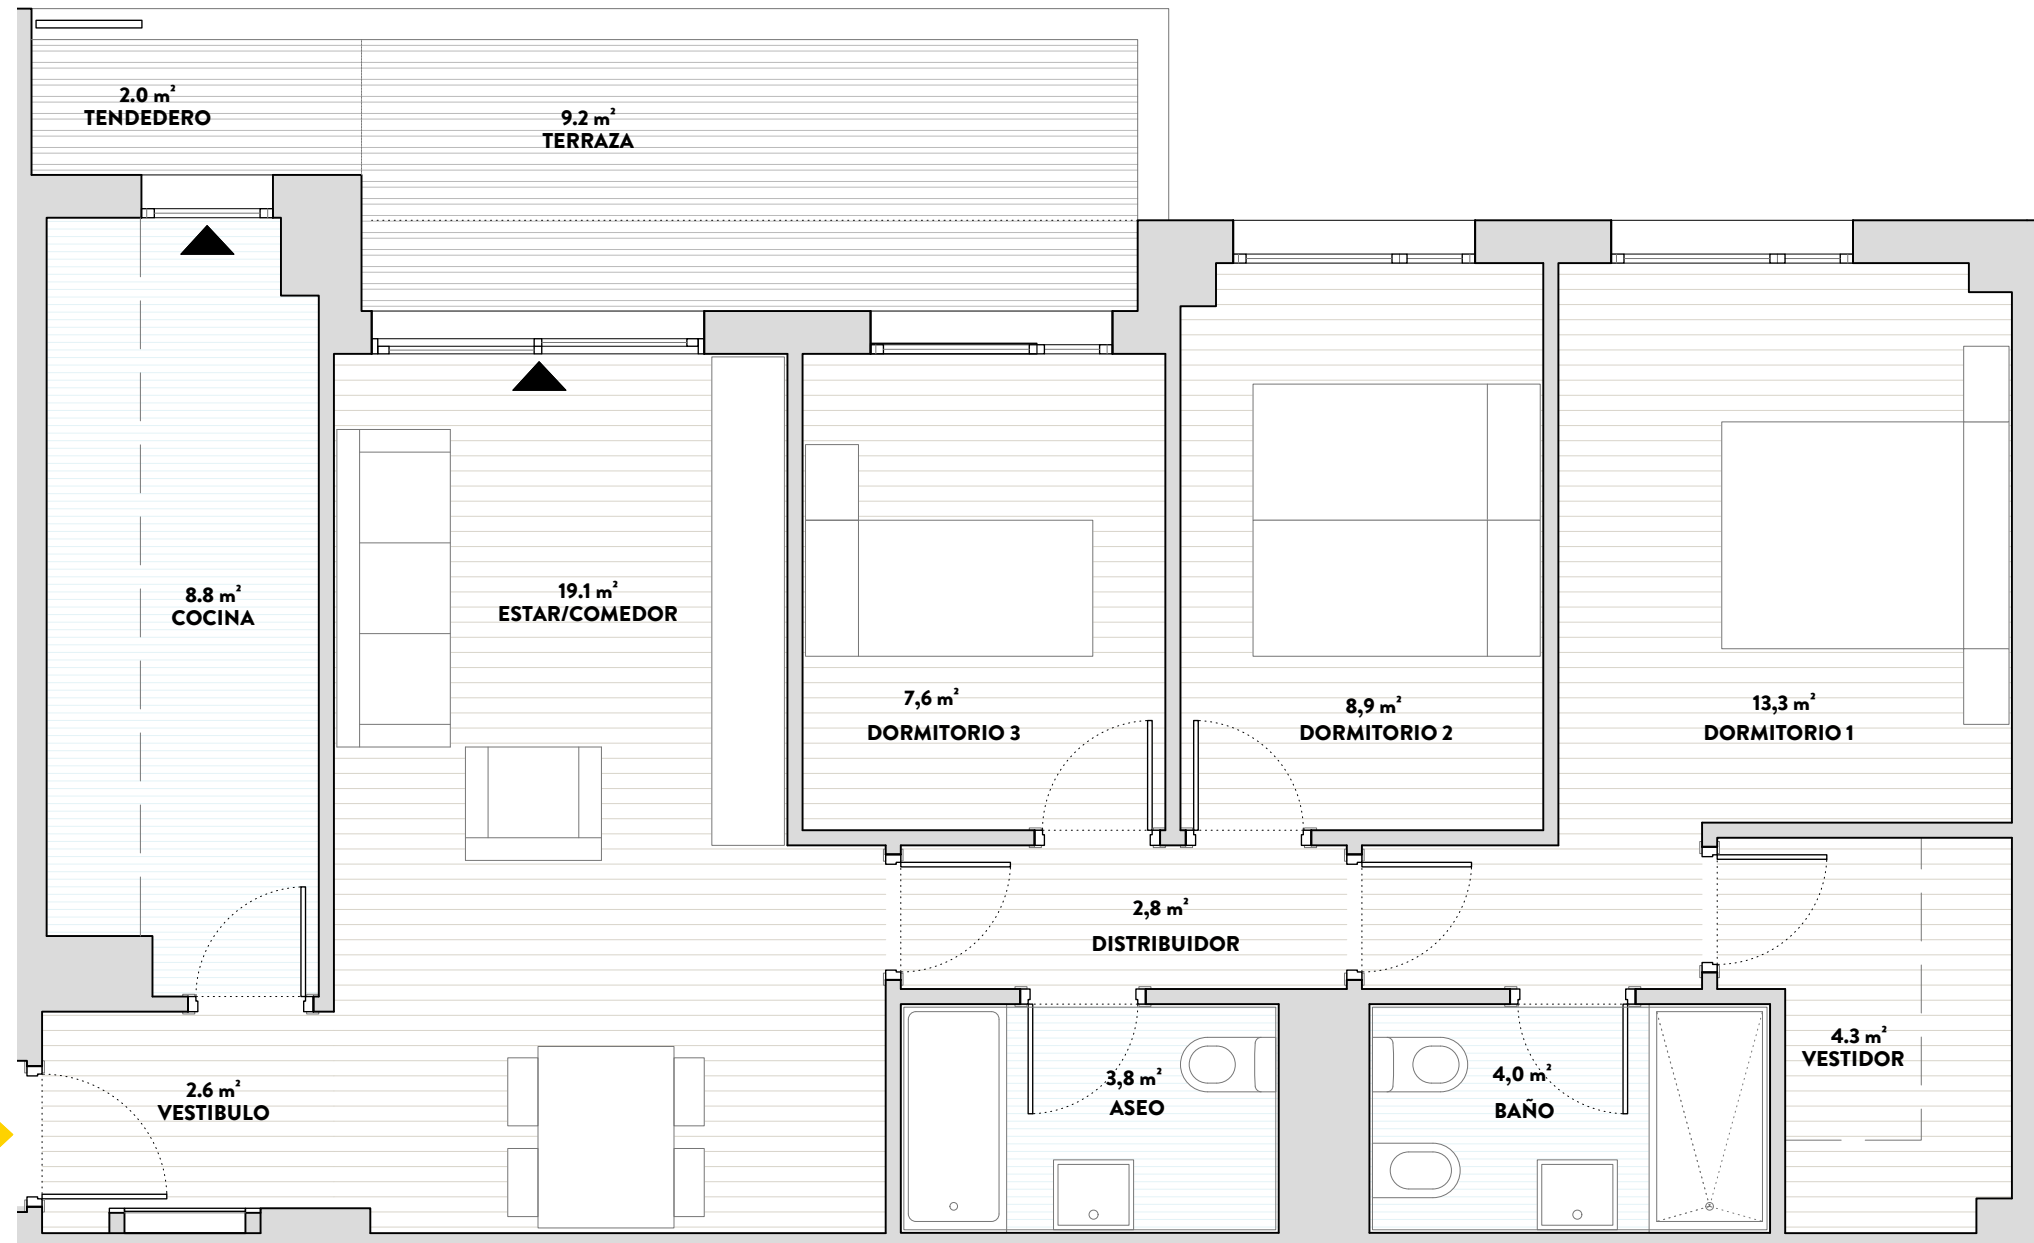 2.0 m²
TENDEDERO
9.2 m²
TERRAZA
8.8 m²
COCINA
19.1 m²
ESTAR/COMEDOR
7,6 m²
DORMITORIO 3
8,9 m²
DORMITORIO 2
13,3 m²
DORMITORIO 1
2,8 m²
DISTRIBUIDOR
2.6 m²
VESTIBULO
3,8 m²
ASEO
4,0 m²
BAÑO
4.3 m²
VESTIDOR